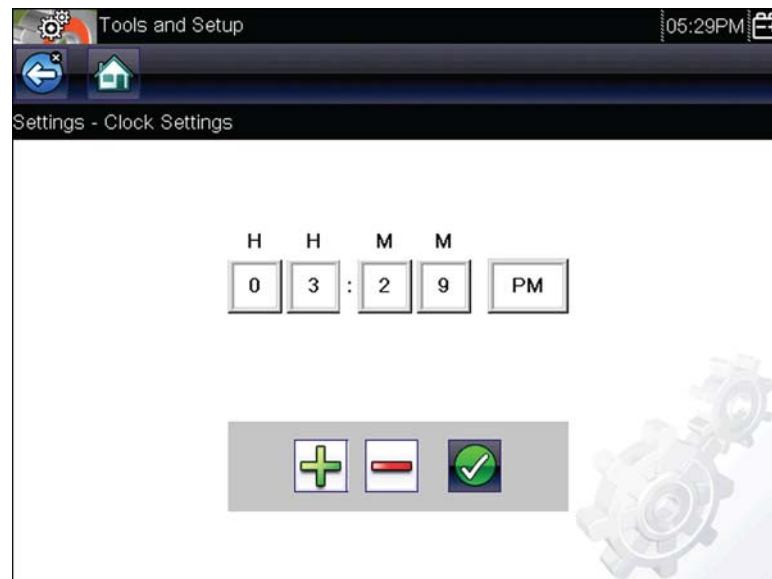 Tools and Setup 05:29PM
Settings - Clock Settings
H H M M
0 3 : 2 9 PM